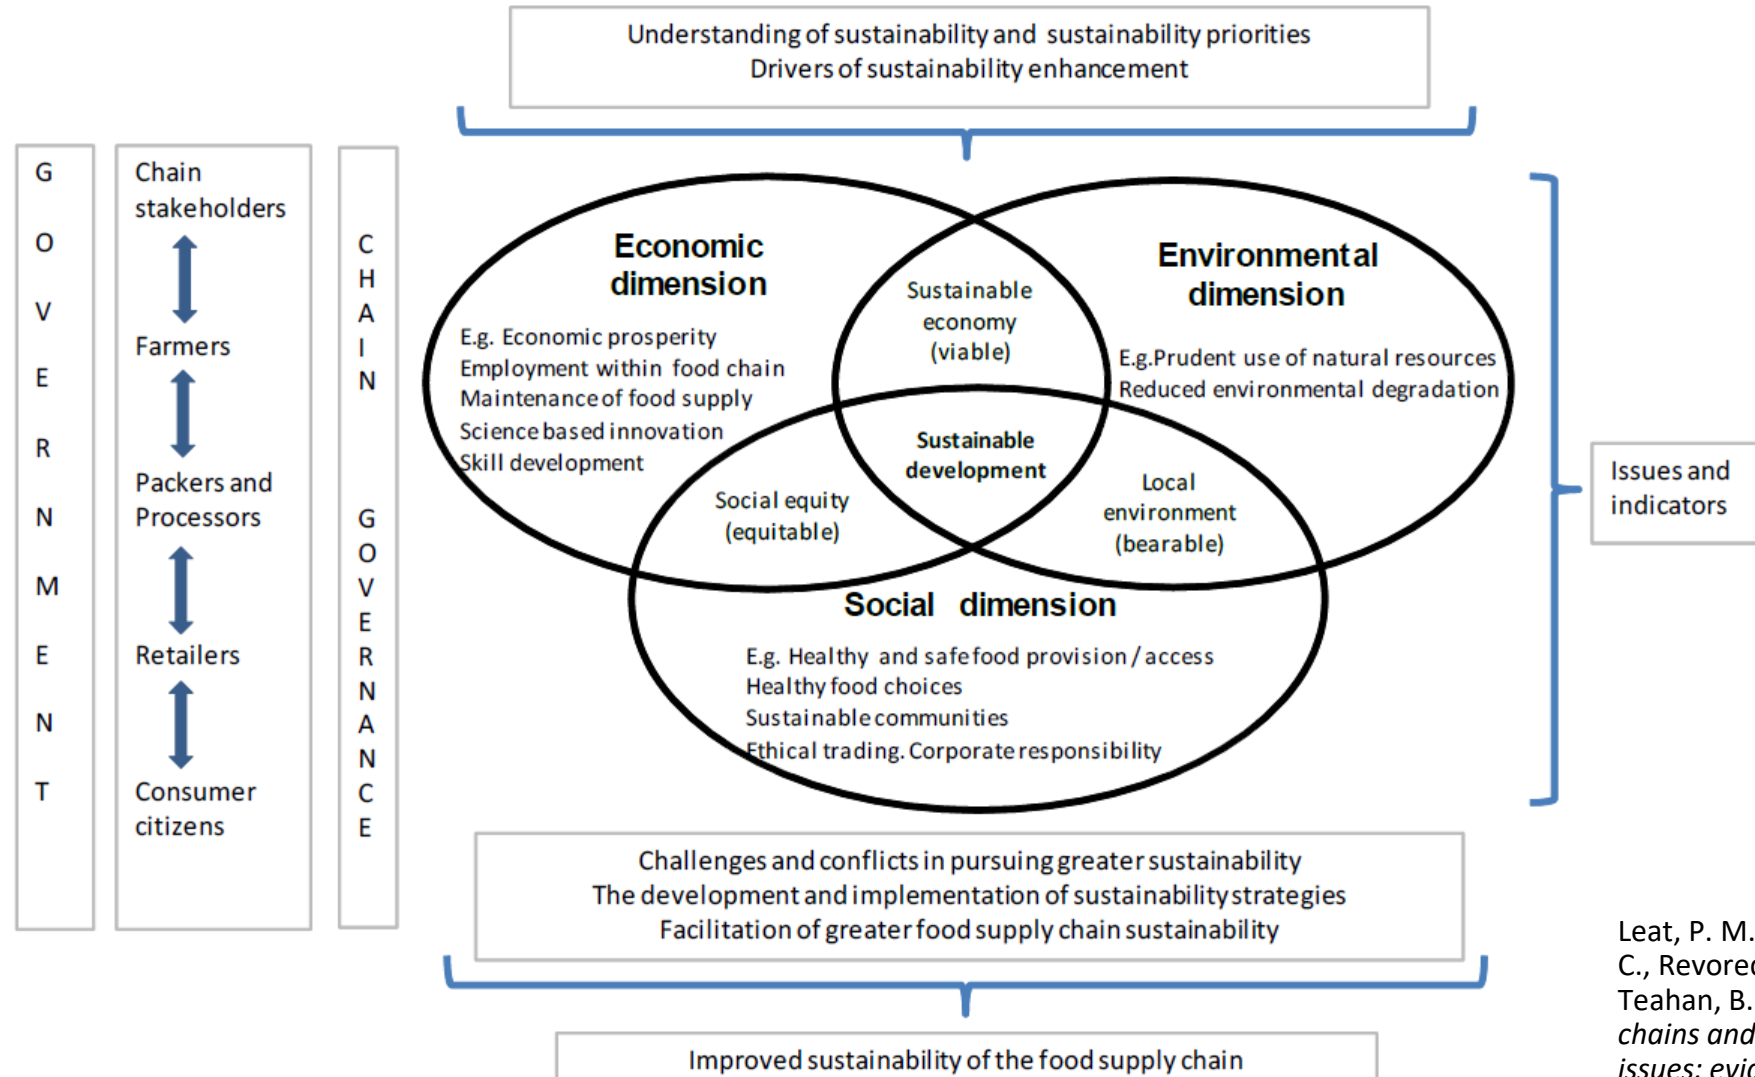 Understanding of sustainability and sustainability priorities
Drivers of sustainability enhancement
GOVERNMENT
Chain
stakeholders
Farmers
Packers and
Processors
Retailers
Consumer
citizens
CHAIN GOVERNANCE
Economic
dimension
E.g. Economic prosperity
Employment within food chain
Maintenance of food supply
Science based innovation
Skill development
Sustainable
economy
(viable)
Environmental
dimension
E.g.Prudent use of natural resources
Reduced environmental degradation
Sustainable
development
Social equity
(equitable)
Local
environment
(bearable)
Social dimension
E.g. Healthy and safe food provision / access
Healthy food choices
Sustainable communities
Ethical trading. Corporate responsibility
Issues and
indicators
Challenges and conflicts in pursuing greater sustainability
The development and implementation of sustainability strategies
Facilitation of greater food supply chain sustainability
Improved sustainability of the food supply chain
Leat, P. M.
C.,
Teahan, B.
chains and
issues: